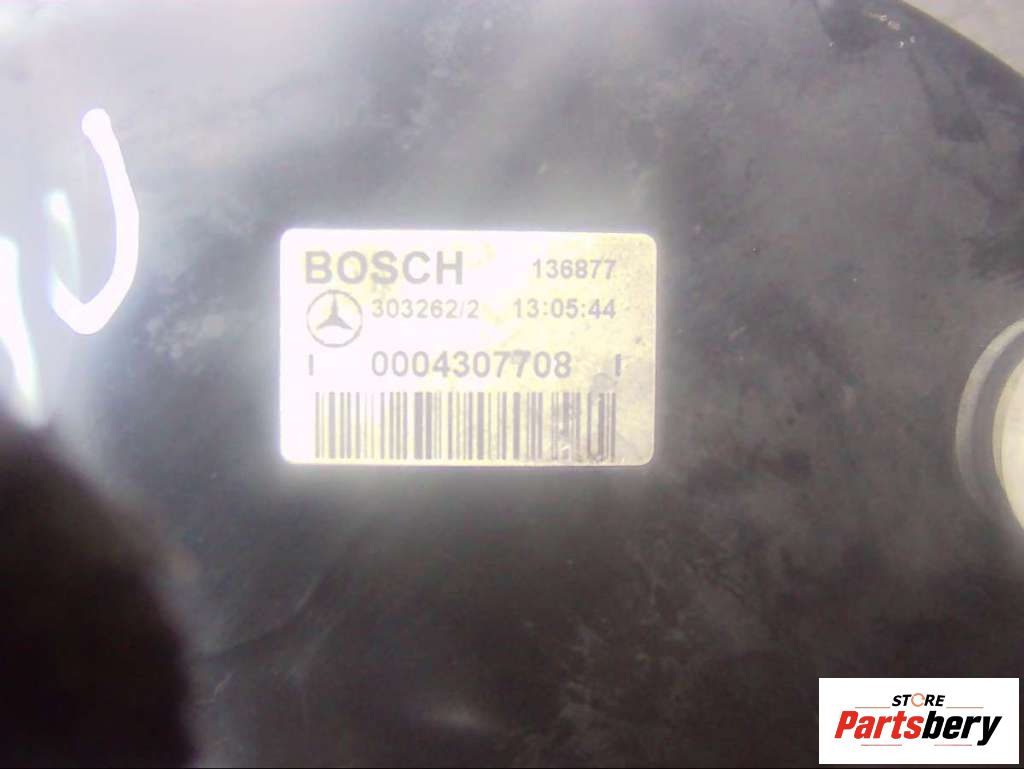 BOSCH 136877
303262/2 13:05:44
I 0004307708 I
STORE
Partsbery